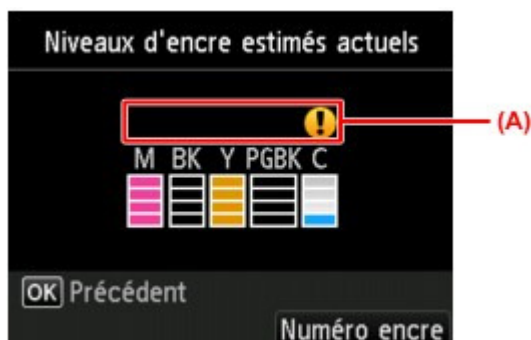 Niveaux d'encre estimés actuels
(A)
M BK Y PGBK C
OK Précédent
Numéro encre